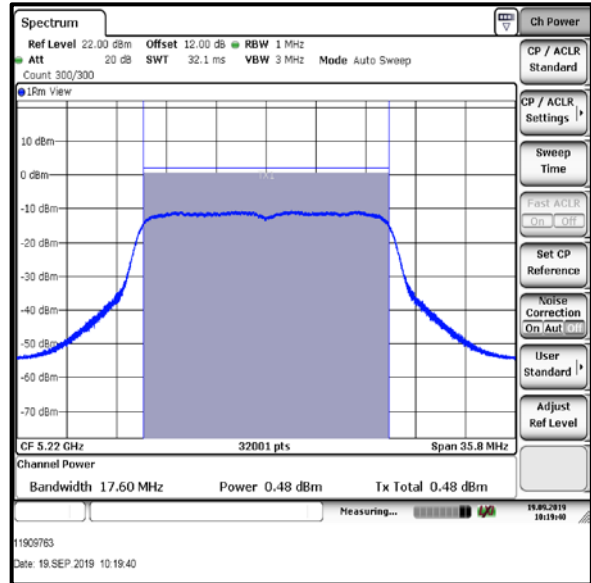 Spectrum
Ref Level 22.00 dBm Offset 12.00 dB RBW 1 MHz
Att 20 dB SWT 32.1 ms VBW 3 MHz Mode Auto Sweep
Count 300/300
1Rm View
10 dBm
0 dBm
TX1
-10 dBm
-20 dBm
-30 dBm
-40 dBm
-50 dBm
-60 dBm
-70 dBm
CF 5.22 GHz 32001 pts Span 35.8 MHz
Channel Power
Bandwidth 17.60 MHz Power 0.48 dBm Tx Total 0.48 dBm
Measuring... 19.09.2019
10:19:40
Ch Power
CP / ACLR
Standard
CP / ACLR
Settings
Sweep
Time
Fast ACLR
On Off
Set CP
Reference
Noise
Correction
On Aut Off
User
Standard
Adjust
Ref Level
11909763
Date: 19.SEP.2019 10:19:40